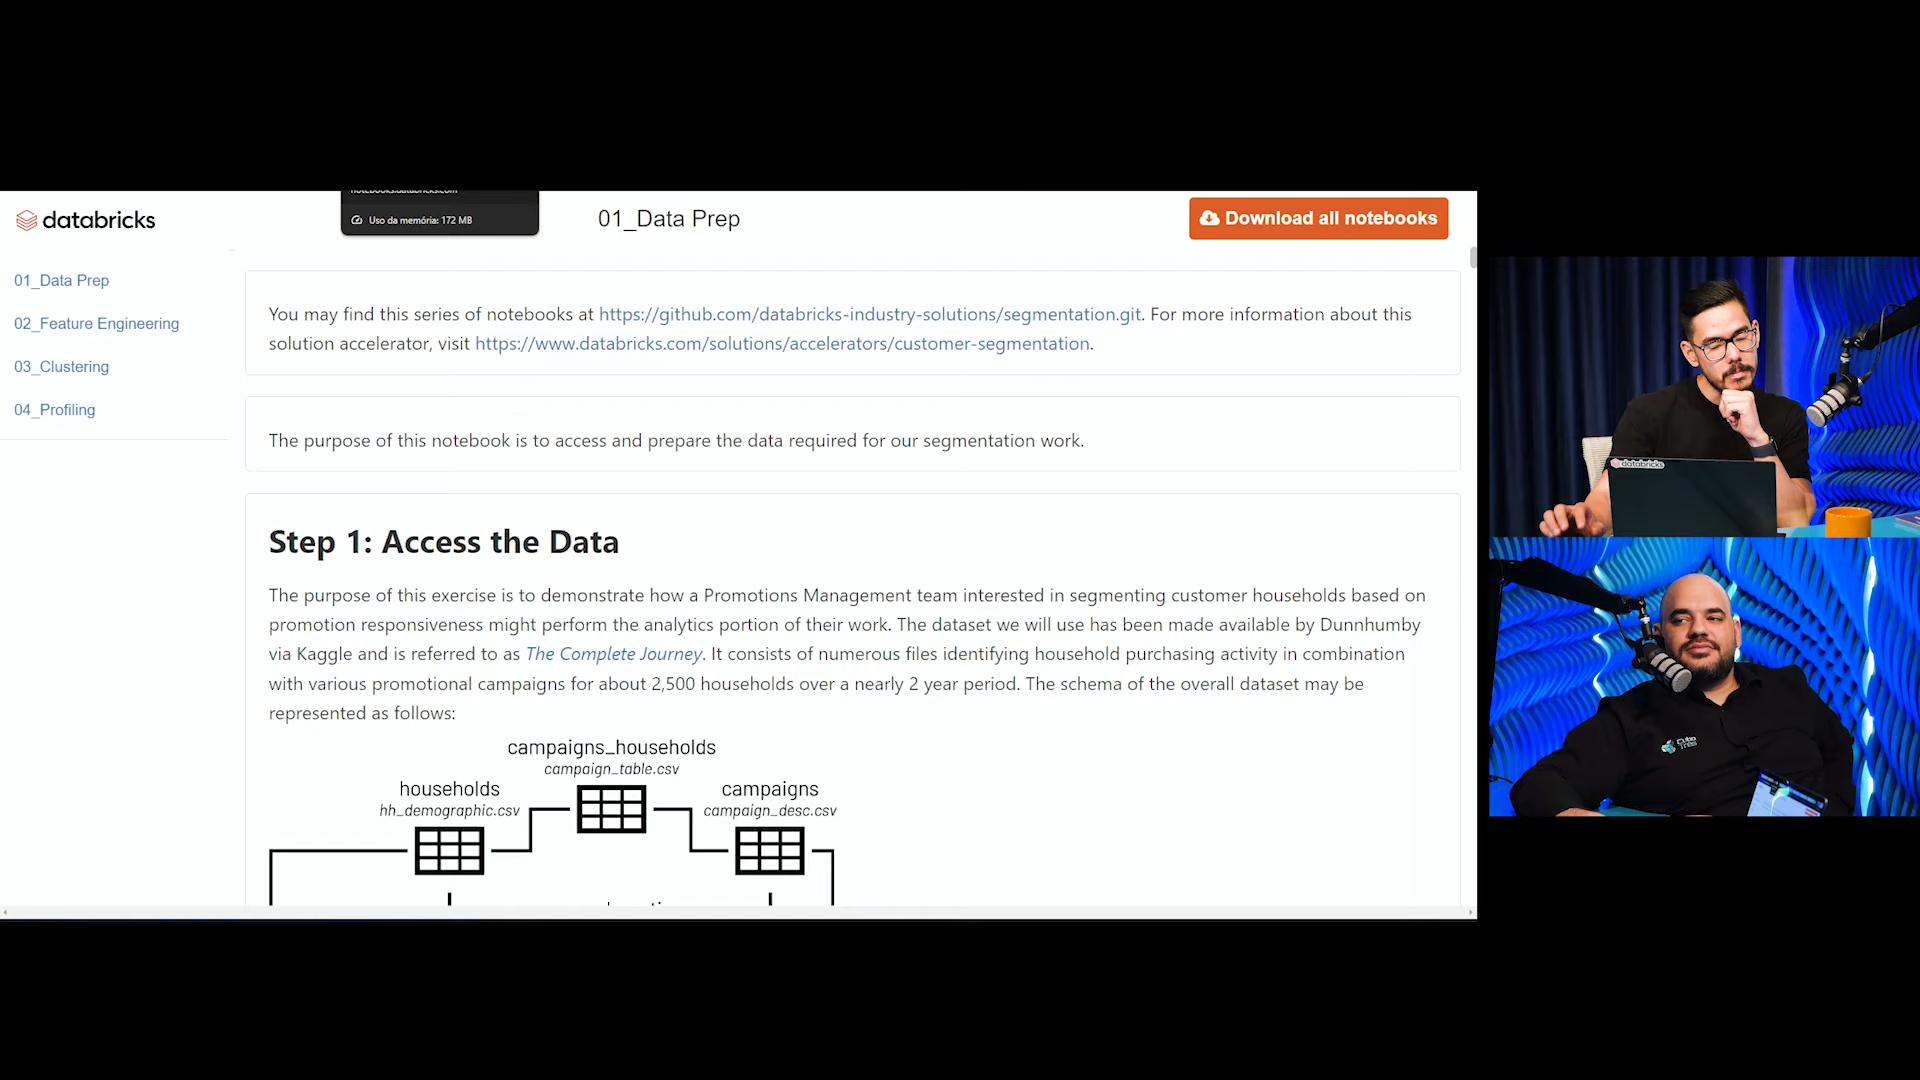 notebooks.databricks.com
databricks
Uso da memória: 172 MB
01_Data Prep
Download all notebooks
01_Data Prep
02_Feature Engineering
03_Clustering
04_Profiling
You may find this series of notebooks at https://github.com/databricks-industry-solutions/segmentation.git. For more information about this
solution accelerator, visit https://www.databricks.com/solutions/accelerators/customer-segmentation.
The purpose of this notebook is to access and prepare the data required for our segmentation work.
Step 1: Access the Data
The purpose of this exercise is to demonstrate how a Promotions Management team interested in segmenting customer households based on
promotion responsiveness might perform the analytics portion of their work. The dataset we will use has been made available by Dunnhumby
via Kaggle and is referred to as The Complete Journey. It consists of numerous files identifying household purchasing activity in combination
with various promotional campaigns for about 2,500 households over a nearly 2 year period. The schema of the overall dataset may be
represented as follows:
campaigns_households
campaign_table.csv
households
hh_demographic.csv
campaigns
campaign_desc.csv
databricks
Cubo
Três